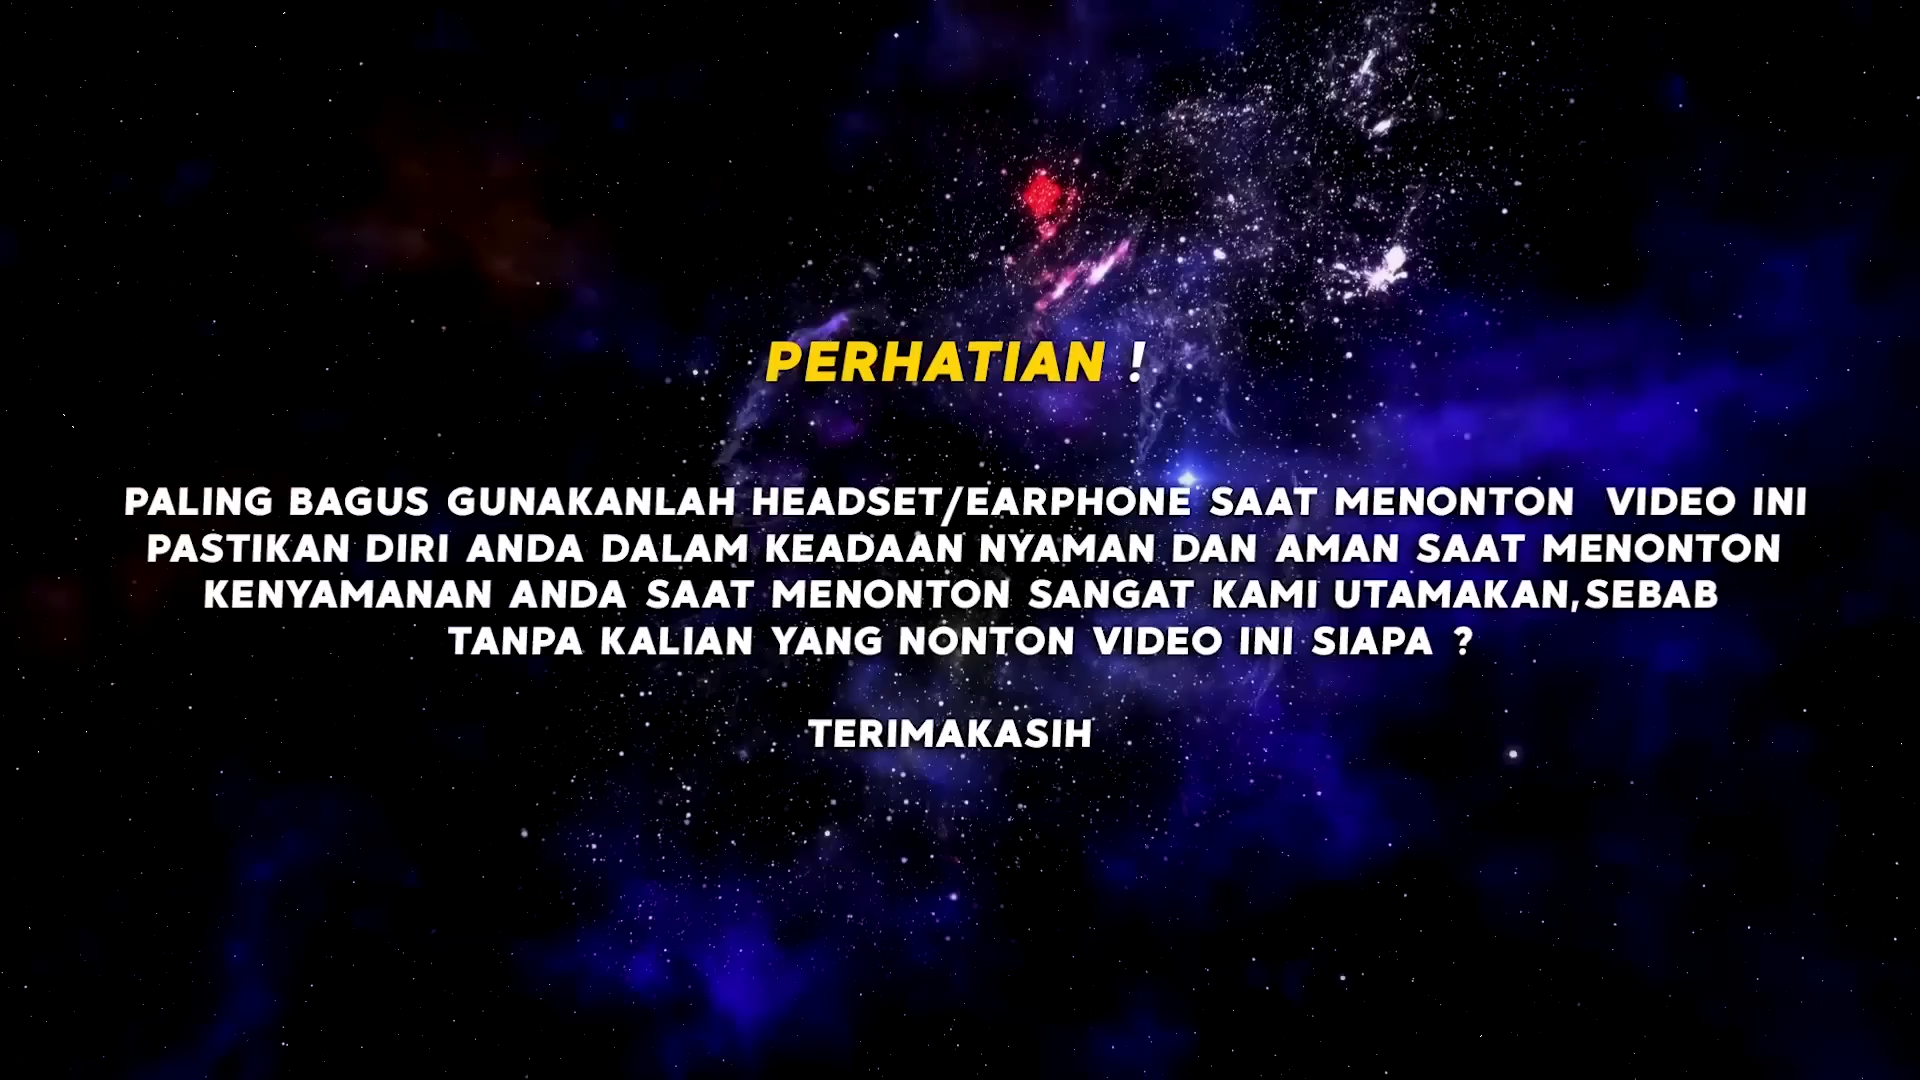 PERHATIAN !
PALING BAGUS GUNAKANLAH HEADSET/EARPHONE SAAT MENONTON VIDEO INI
PASTIKAN DIRI ANDA DALAM KEADAAN NYAMAN DAN AMAN SAAT MENONTON
KENYAMANAN ANDA SAAT MENONTON SANGAT KAMI UTAMAKAN,SEBAB
TANPA KALIAN YANG NONTON VIDEO INI SIAPA ?
TERIMAKASIH